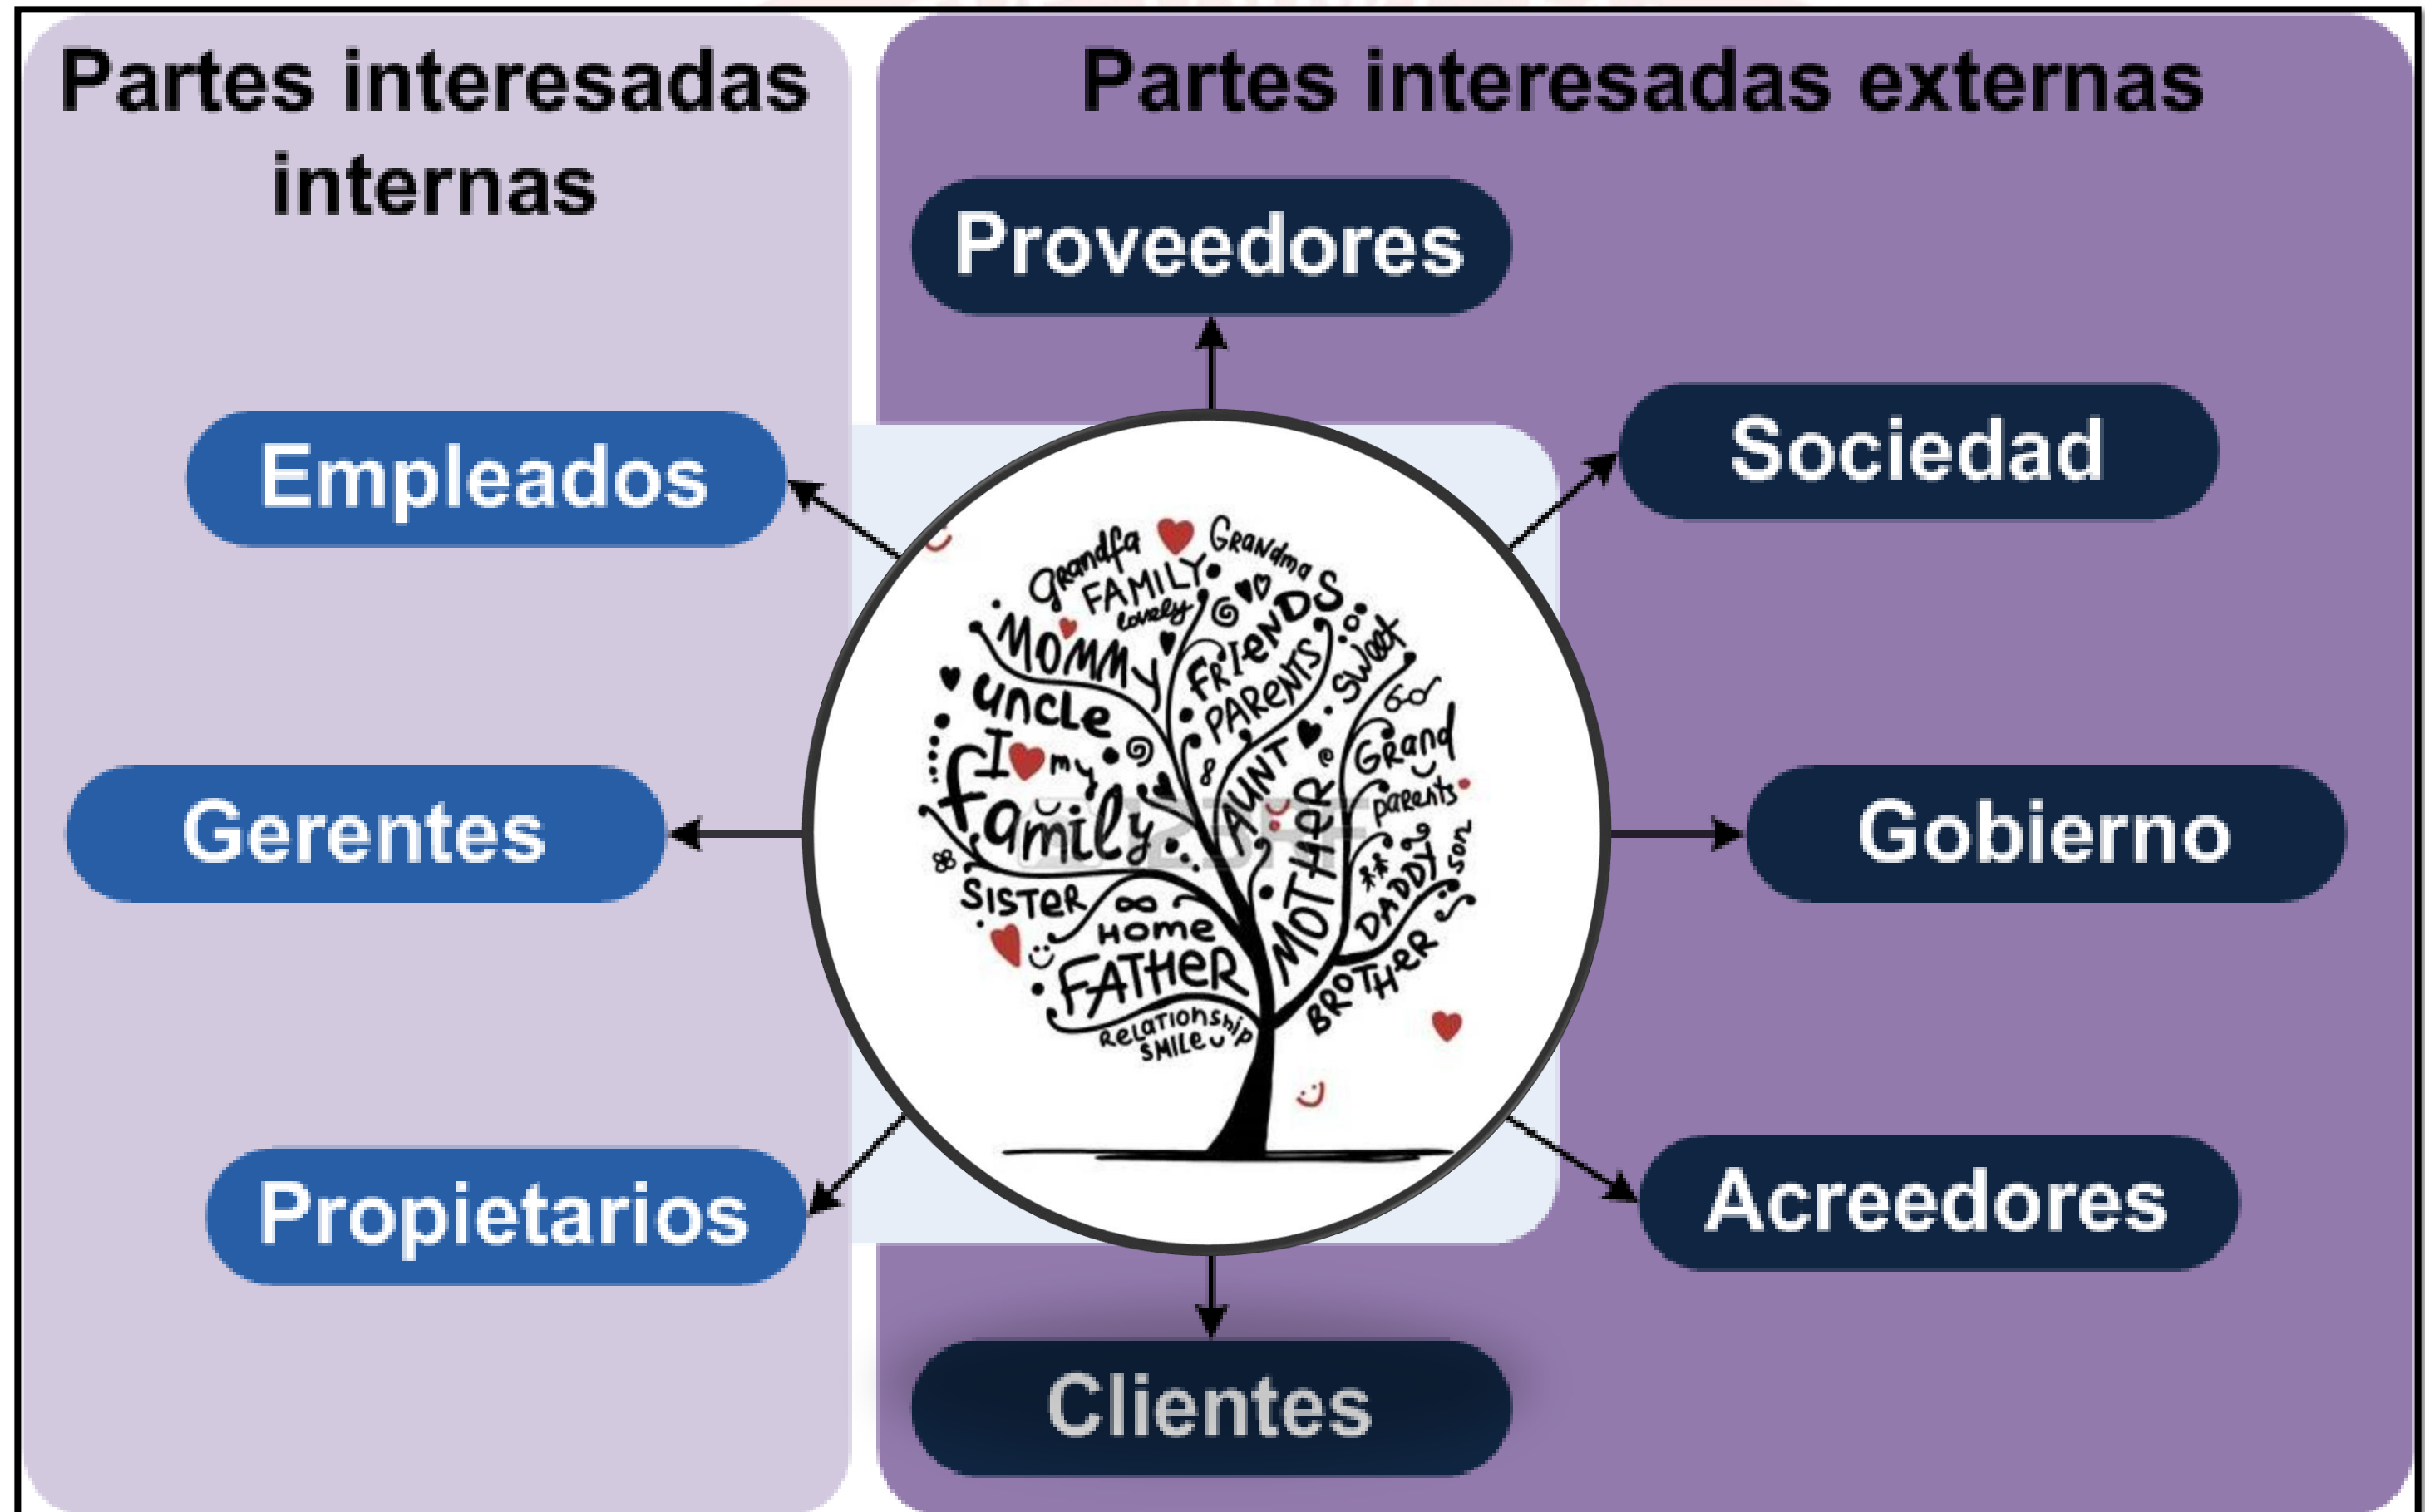 Partes interesadas
internas
Partes interesadas externas
Proveedores
Empleados
Sociedad
Gerentes
Gobierno
Propietarios
Acreedores
Clientes
Grandfa
Grandma
FAMILY
lovely
MOMMY
FRIENDS
PARENTS
Sweet
uncle
I my
family
AUNT
MOTHER
Grand
parents
DADDY
son
SISTER
HOME
FATHER
BROTHER
RELATIONSHIP
SMILE